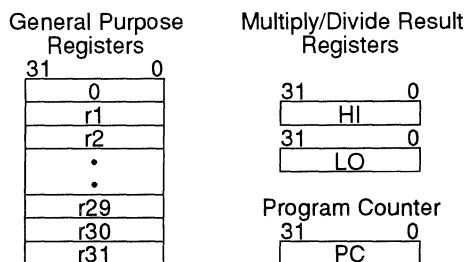 General Purpose
Registers
31 0
0
r1
r2
•
•
r29
r30
r31
Multiply/Divide Result
Registers
31 0
HI
31 0
LO
Program Counter
31 0
PC